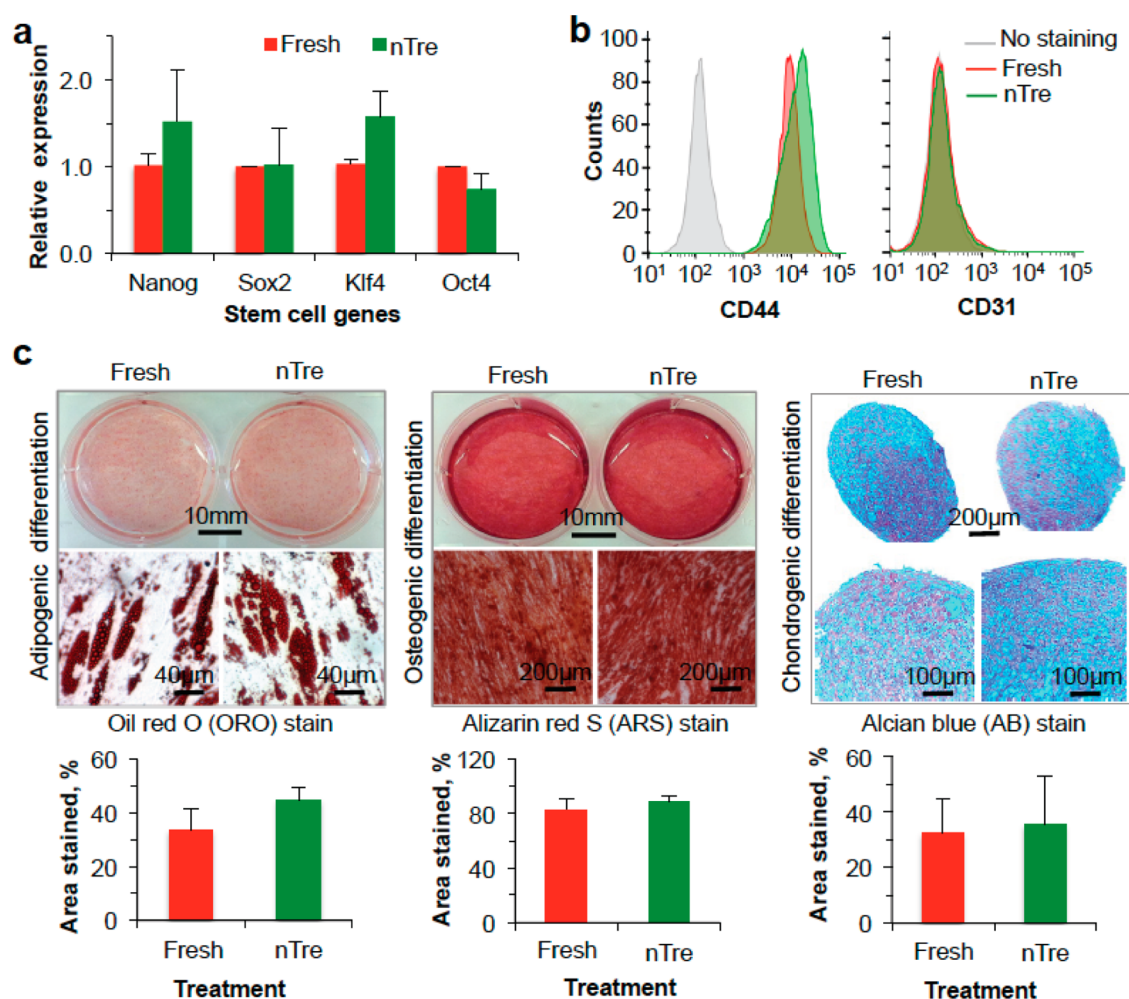 a
Fresh
nTre
2.0
1.0
0.0
Relative expression
Nanog
Sox2
Klf4
Oct4
Stem cell genes
b
No staining
Fresh
nTre
100
80
60
40
20
0
Counts
10¹ 10² 10³ 10⁴ 10⁵
CD44
10¹ 10² 10³ 10⁴ 10⁵
CD31
c
Fresh
nTre
Adipogenic differentiation
10mm
40µm
40µm
Oil red O (ORO) stain
Fresh
nTre
Osteogenic differentiation
10mm
200µm
200µm
Alizarin red S (ARS) stain
Fresh
nTre
Chondrogenic differentiation
200µm
100µm
100µm
Alcian blue (AB) stain
Area stained, %
60
40
20
0
Fresh
nTre
Treatment
Area stained, %
120
80
40
0
Fresh
nTre
Treatment
Area stained, %
60
40
20
0
Fresh
nTre
Treatment